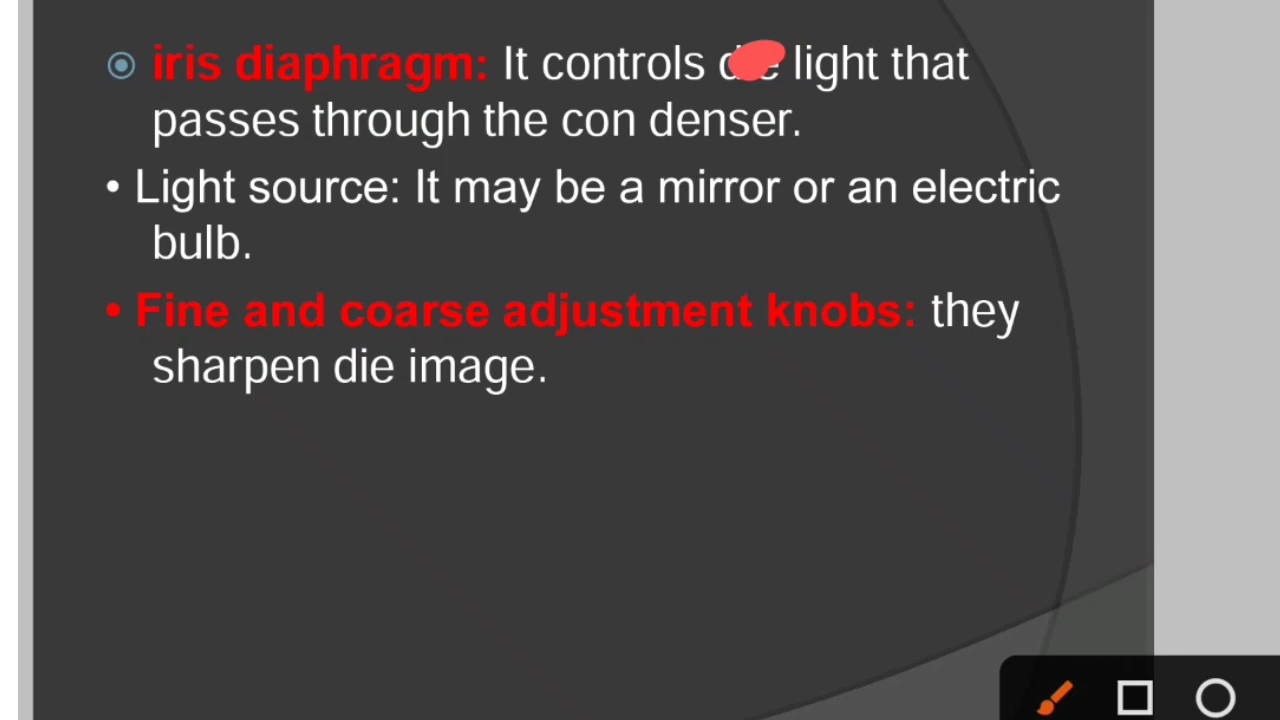 iris diaphragm: It controls die light that
passes through the con denser.
• Light source: It may be a mirror or an electric
bulb.
• Fine and coarse adjustment knobs: they
sharpen die image.